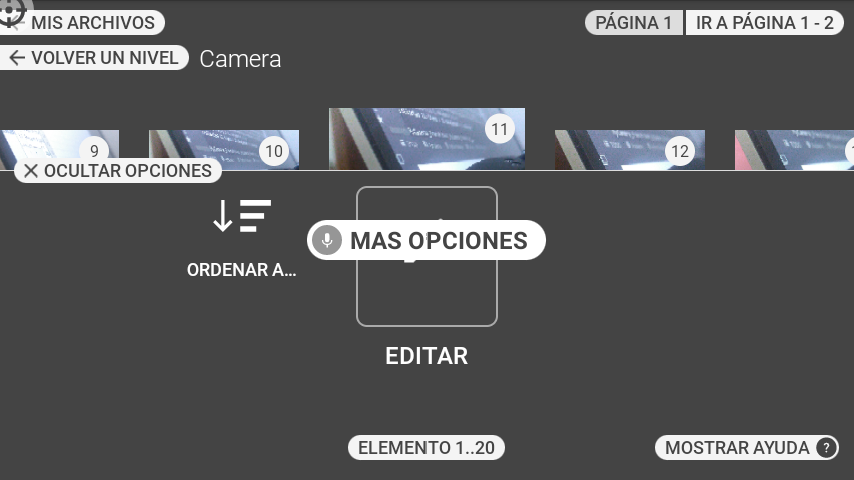 MIS ARCHIVOS
PÁGINA 1
IR A PÁGINA 1 - 2
VOLVER UN NIVEL
Camera
9
10
11
12
OCULTAR OPCIONES
MAS OPCIONES
ORDENAR A...
EDITAR
ELEMENTO 1..20
MOSTRAR AYUDA ?